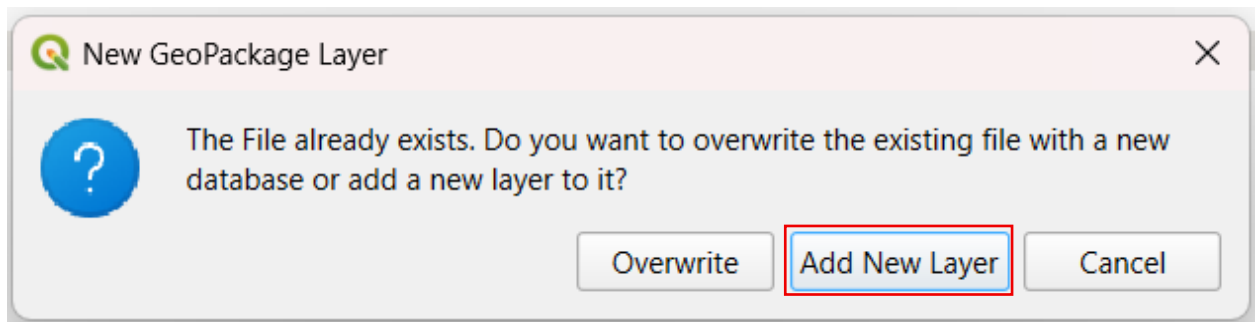 New GeoPackage Layer
The File already exists. Do you want to overwrite the existing file with a new
database or add a new layer to it?
Overwrite Add New Layer Cancel